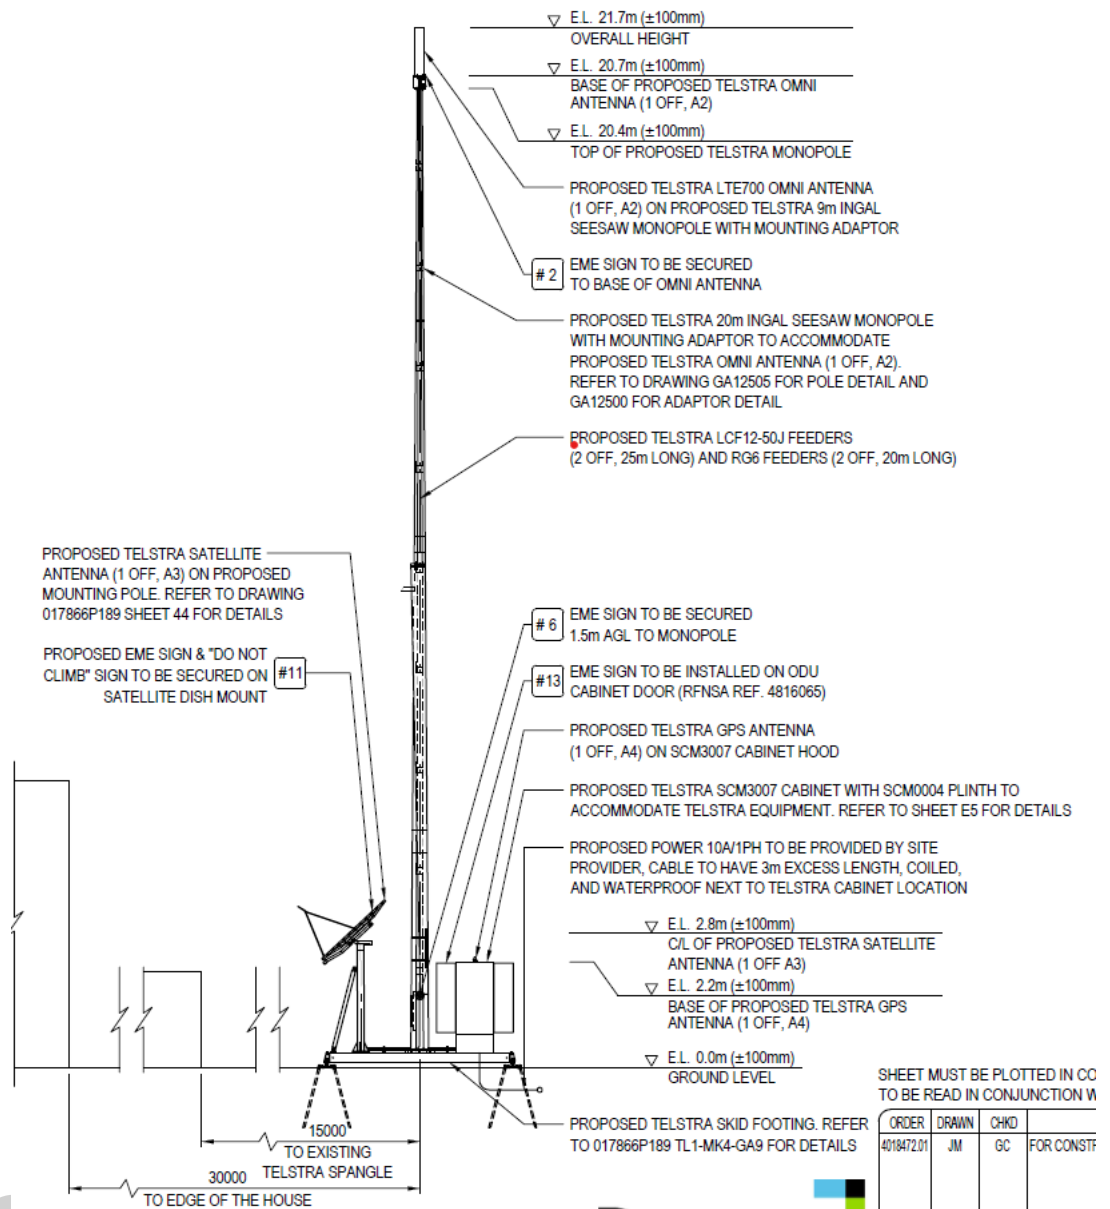 E.L. 21.7m (±100mm)
OVERALL HEIGHT
E.L. 20.7m (±100mm)
BASE OF PROPOSED TELSTRA OMNI
ANTENNA (1 OFF, A2)
E.L. 20.4m (±100mm)
TOP OF PROPOSED TELSTRA MONOPOLE
PROPOSED TELSTRA LTE700 OMNI ANTENNA
(1 OFF, A2) ON PROPOSED TELSTRA 9m INGAL
SEESAW MONOPOLE WITH MOUNTING ADAPTOR
# 2
EME SIGN TO BE SECURED
TO BASE OF OMNI ANTENNA
PROPOSED TELSTRA 20m INGAL SEESAW MONOPOLE
WITH MOUNTING ADAPTOR TO ACCOMMODATE
PROPOSED TELSTRA OMNI ANTENNA (1 OFF, A2).
REFER TO DRAWING GA12505 FOR POLE DETAIL AND
GA12500 FOR ADAPTOR DETAIL
PROPOSED TELSTRA LCF12-50J FEEDERS
(2 OFF, 25m LONG) AND RG6 FEEDERS (2 OFF, 20m LONG)
PROPOSED TELSTRA SATELLITE
ANTENNA (1 OFF, A3) ON PROPOSED
MOUNTING POLE. REFER TO DRAWING
017866P189 SHEET 44 FOR DETAILS
PROPOSED EME SIGN & "DO NOT
CLIMB" SIGN TO BE SECURED ON
SATELLITE DISH MOUNT
#11
# 6
EME SIGN TO BE SECURED
1.5m AGL TO MONOPOLE
#13
EME SIGN TO BE INSTALLED ON ODU
CABINET DOOR (RFNSA REF. 4816065)
PROPOSED TELSTRA GPS ANTENNA
(1 OFF, A4) ON SCM3007 CABINET HOOD
PROPOSED TELSTRA SCM3007 CABINET WITH SCM0004 PLINTH TO
ACCOMMODATE TELSTRA EQUIPMENT. REFER TO SHEET E5 FOR DETAILS
PROPOSED POWER 10A/1PH TO BE PROVIDED BY SITE
PROVIDER, CABLE TO HAVE 3m EXCESS LENGTH, COILED,
AND WATERPROOF NEXT TO TELSTRA CABINET LOCATION
E.L. 2.8m (±100mm)
C/L OF PROPOSED TELSTRA SATELLITE
ANTENNA (1 OFF A3)
E.L. 2.2m (±100mm)
BASE OF PROPOSED TELSTRA GPS
ANTENNA (1 OFF, A4)
E.L. 0.0m (±100mm)
GROUND LEVEL
PROPOSED TELSTRA SKID FOOTING. REFER
TO 017866P189 TL1-MK4-GA9 FOR DETAILS
15000
TO EXISTING
TELSTRA SPANGLE
30000
TO EDGE OF THE HOUSE
SHEET MUST BE PLOTTED IN CO
TO BE READ IN CONJUNCTION W
ORDER DRAWN CHKD
4018472.01 JM GC FOR CONSTR